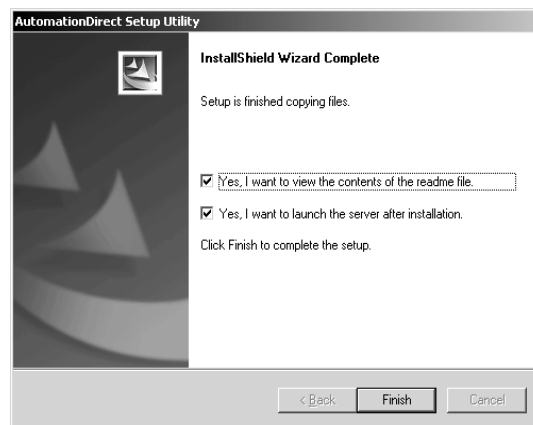 AutomationDirect Setup Utility
InstallShield Wizard Complete
Setup is finished copying files.
Yes, I want to view the contents of the readme file.
Yes, I want to launch the server after installation.
Click Finish to complete the setup.
< Back Finish Cancel